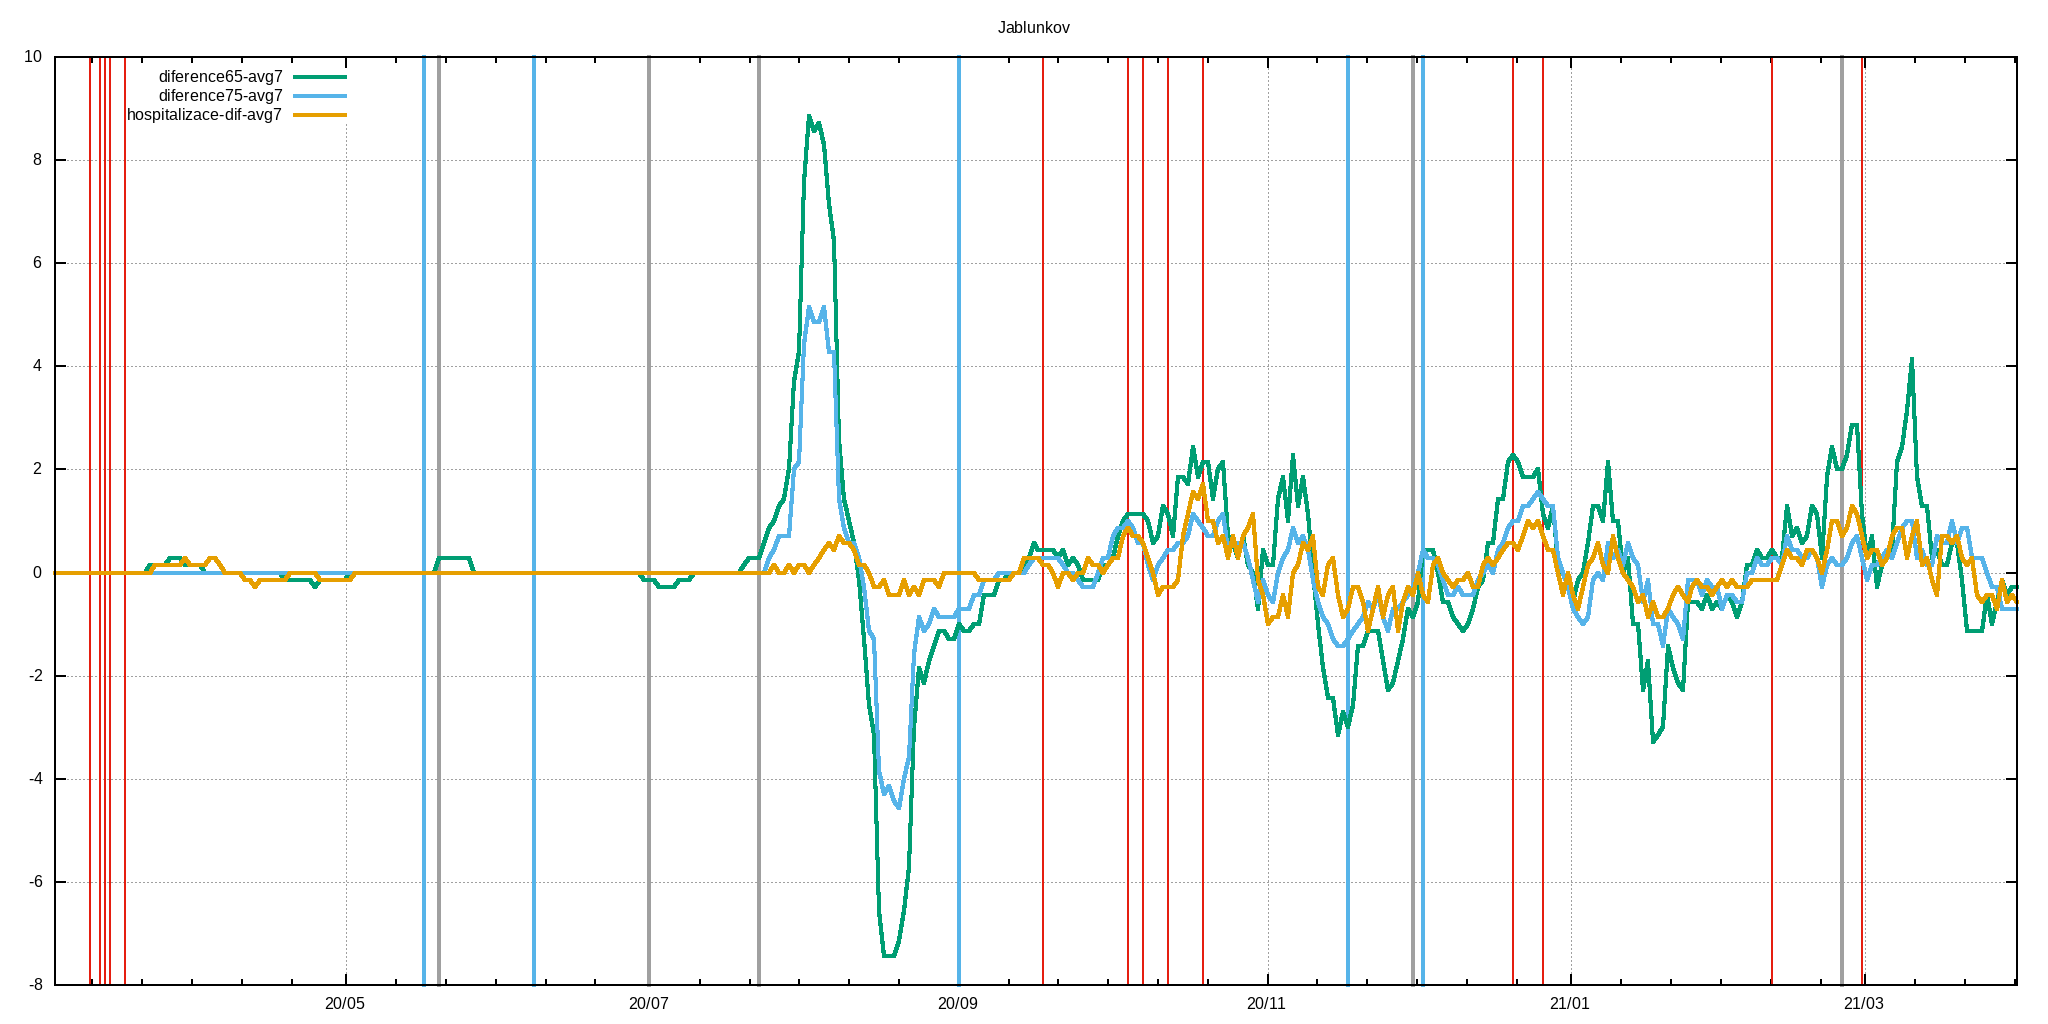 Jablunkov
diference65-avg7
diference75-avg7
hospitalizace-dif-avg7
10
8
6
4
2
0
-2
-4
-6
-8
20/05 20/07 20/09 20/11 21/01 21/03